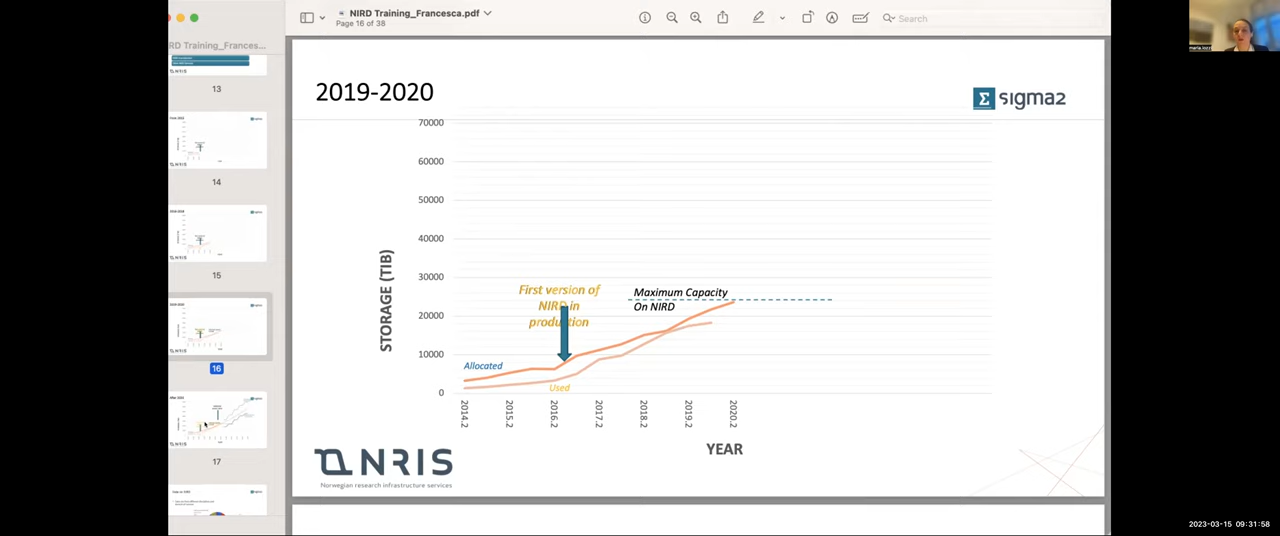 NIRD Training_Francesca.pdf
Page 16 of 38
Search
RD Training_Frances...
13
14
15
16
17
2019-2020
sigma2
70000
60000
50000
40000
30000
20000
10000
0
STORAGE (TIB)
First version of
NIRD in
production
Maximum Capacity
On NIRD
Allocated
Used
2014.2
2015.2
2016.2
2017.2
2018.2
2019.2
2020.2
YEAR
NRIS
Norwegian research infrastructure services
2023-03-15 09:31:58